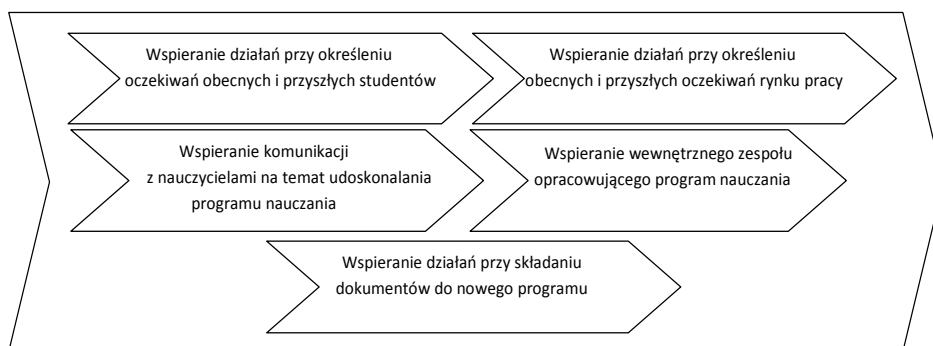 Wspieranie działań przy określeniu
oczekiwań obecnych i przyszłych studentów
Wspieranie działań przy określeniu
obecnych i przyszłych oczekiwań rynku pracy
Wspieranie komunikacji
z nauczycielami na temat udoskonalania
programu nauczania
Wspieranie wewnętrznego zespołu
opracowującego program nauczania
Wspieranie działań przy składaniu
dokumentów do nowego programu